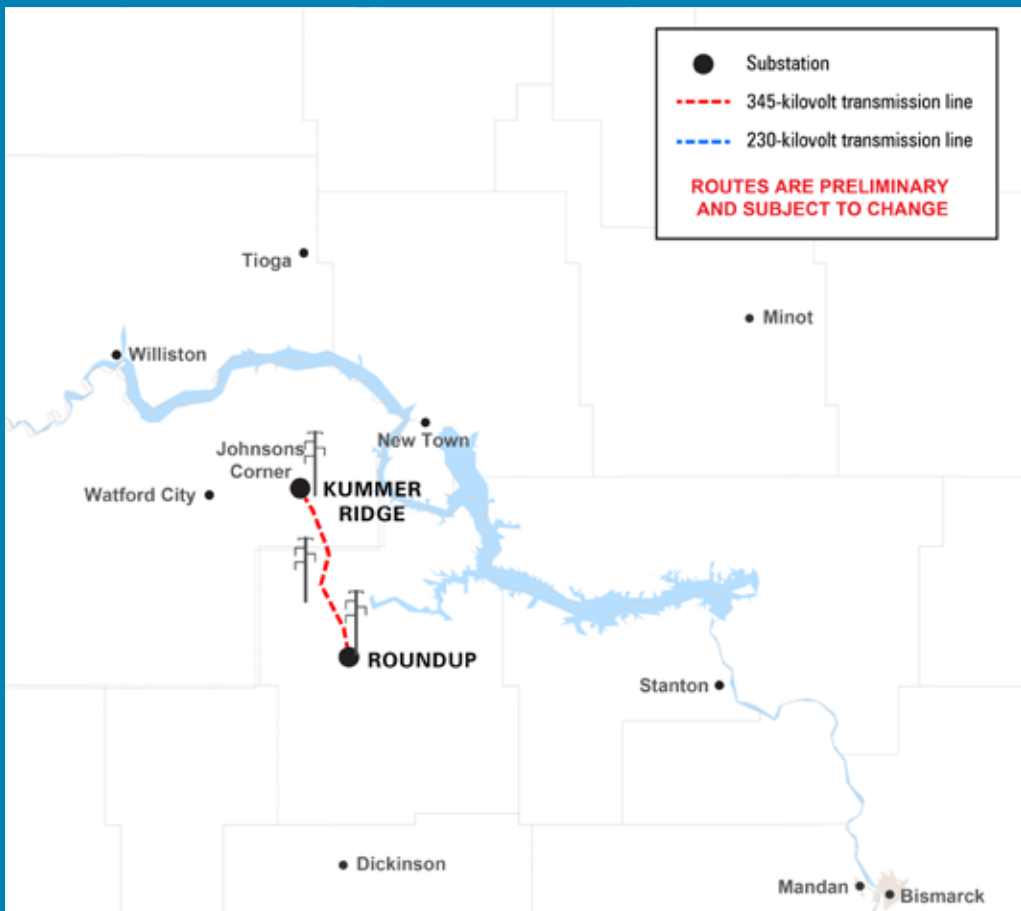 Substation
345-kilovolt transmission line
230-kilovolt transmission line
ROUTES ARE PRELIMINARY
AND SUBJECT TO CHANGE
Tioga
Minot
Williston
New Town
Johnsons
Corner
Watford City
KUMMER
RIDGE
ROUNDUP
Stanton
Dickinson
Mandan
Bismarck